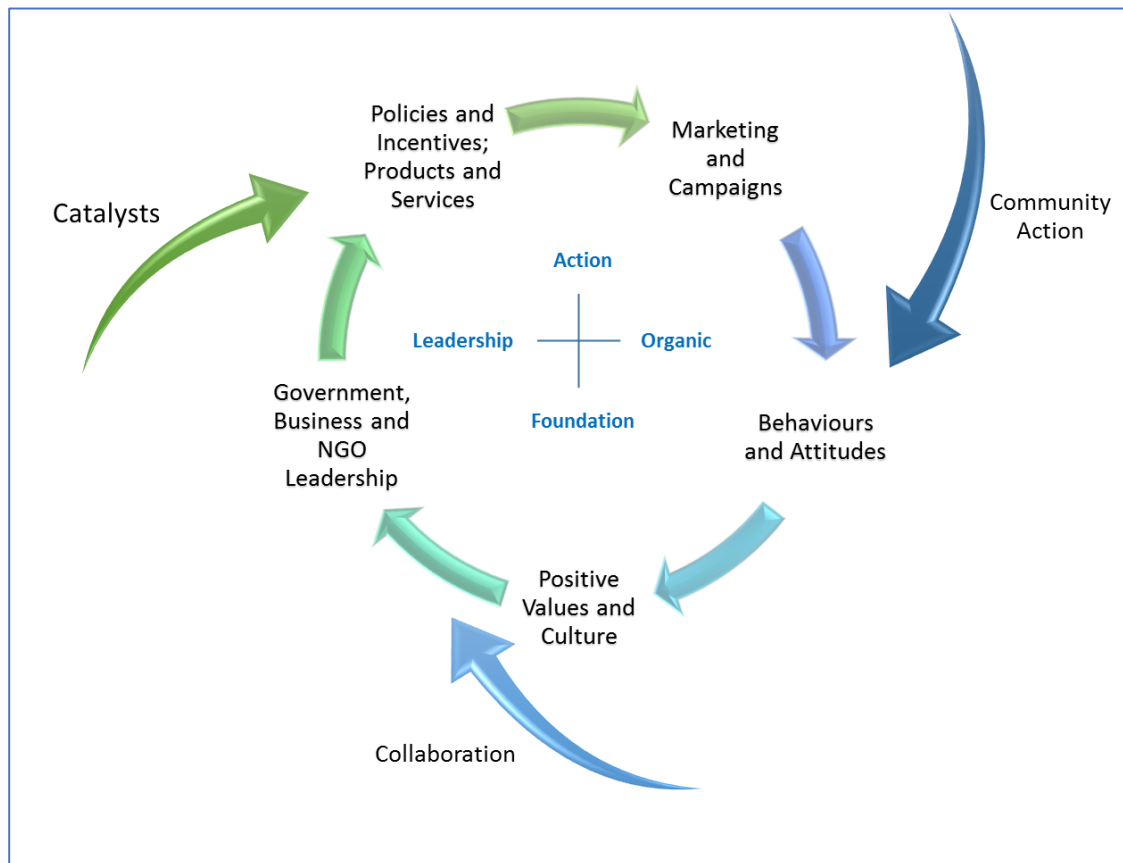 Policies and
Incentives;
Products and
Services
Marketing
and
Campaigns
Catalysts
Community
Action
Action
Leadership
Organic
Foundation
Government,
Business and
NGO
Leadership
Behaviours
and Attitudes
Positive
Values and
Culture
Collaboration